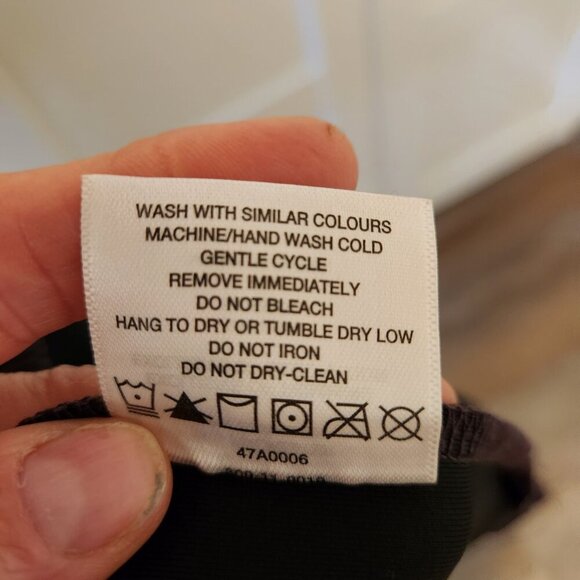 WASH WITH SIMILAR COLOURS
MACHINE/HAND WASH COLD
GENTLE CYCLE
REMOVE IMMEDIATELY
DO NOT BLEACH
HANG TO DRY OR TUMBLE DRY LOW
DO NOT IRON
DO NOT DRY-CLEAN
47A0006